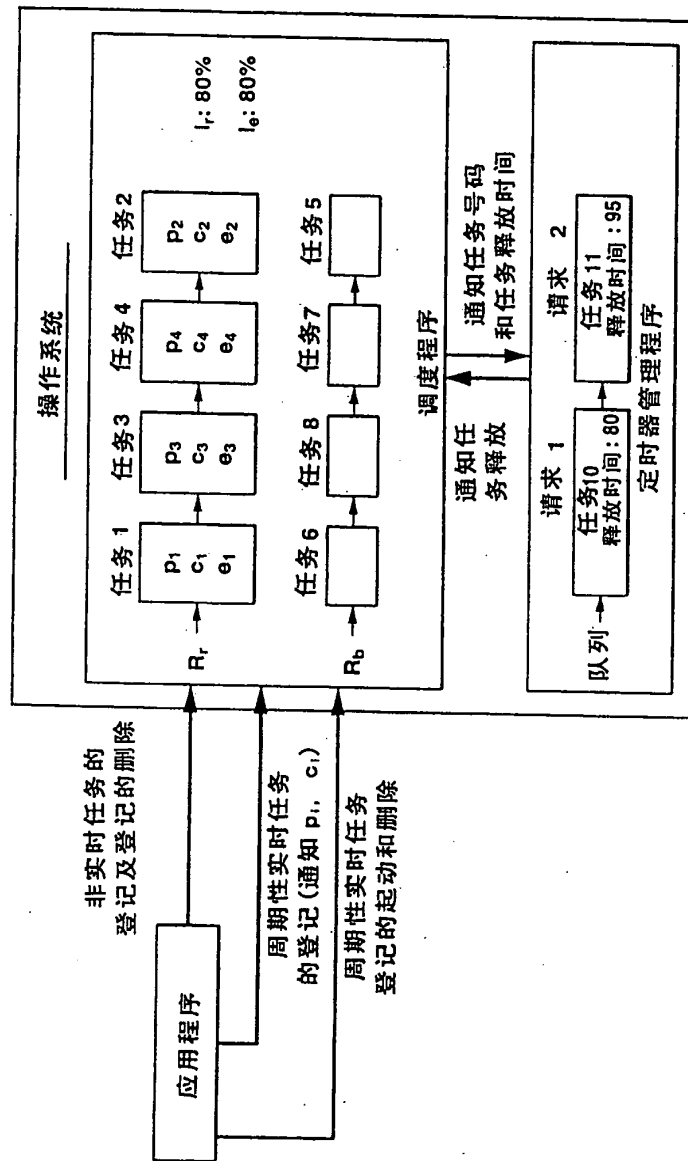 操作系统
任务1
p₁
c₁
e₁
任务3
p₃
c₃
e₃
任务4
p₄
c₄
e₄
任务2
p₂
c₂
e₂
Iᵣ: 80%
Iₑ: 80%
Rᵣ
任务6
任务8
任务7
任务5
R_b
调度程序
通知任
务释放
通知任务号码
和任务释放时间
请求 1
请求 2
队列
任务10
释放时间:80
任务11
释放时间:95
定时器管理程序
非实时任务的
登记及登记的删除
周期性实时任务
的登记(通知 pᵢ, cᵢ)
周期性实时任务
登记的起动和删除
应用程序